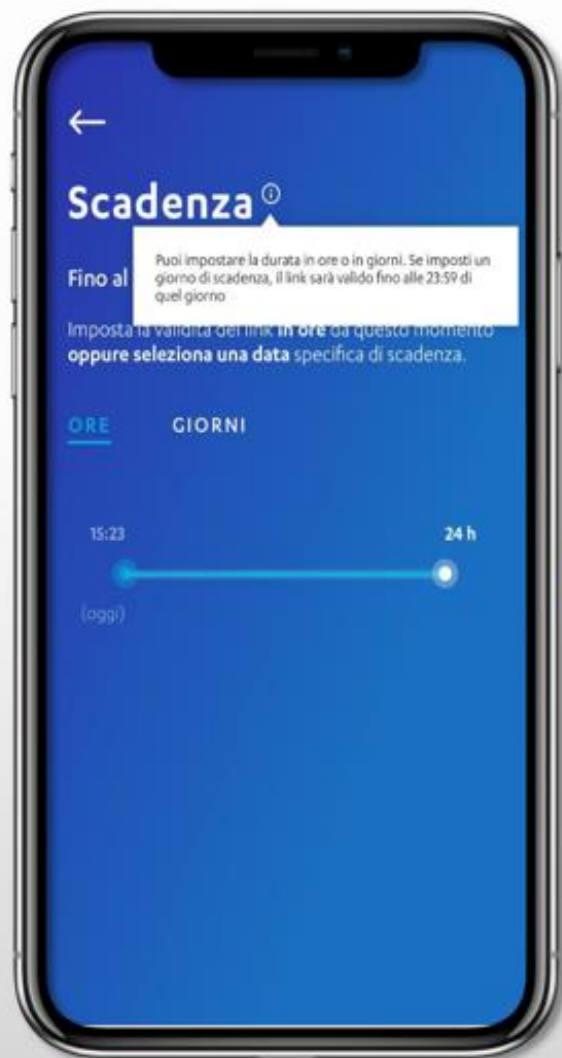 Scadenza
Puoi impostare la durata in ore o in giorni. Se imposti un
giorno di scadenza, il link sarà valido fino alle 23:59 di
quel giorno
Fino al
Imposta la validità del link in ore da questo momento
oppure seleziona una data specifica di scadenza.
ORE GIORNI
15:23 24 h
(oggi)